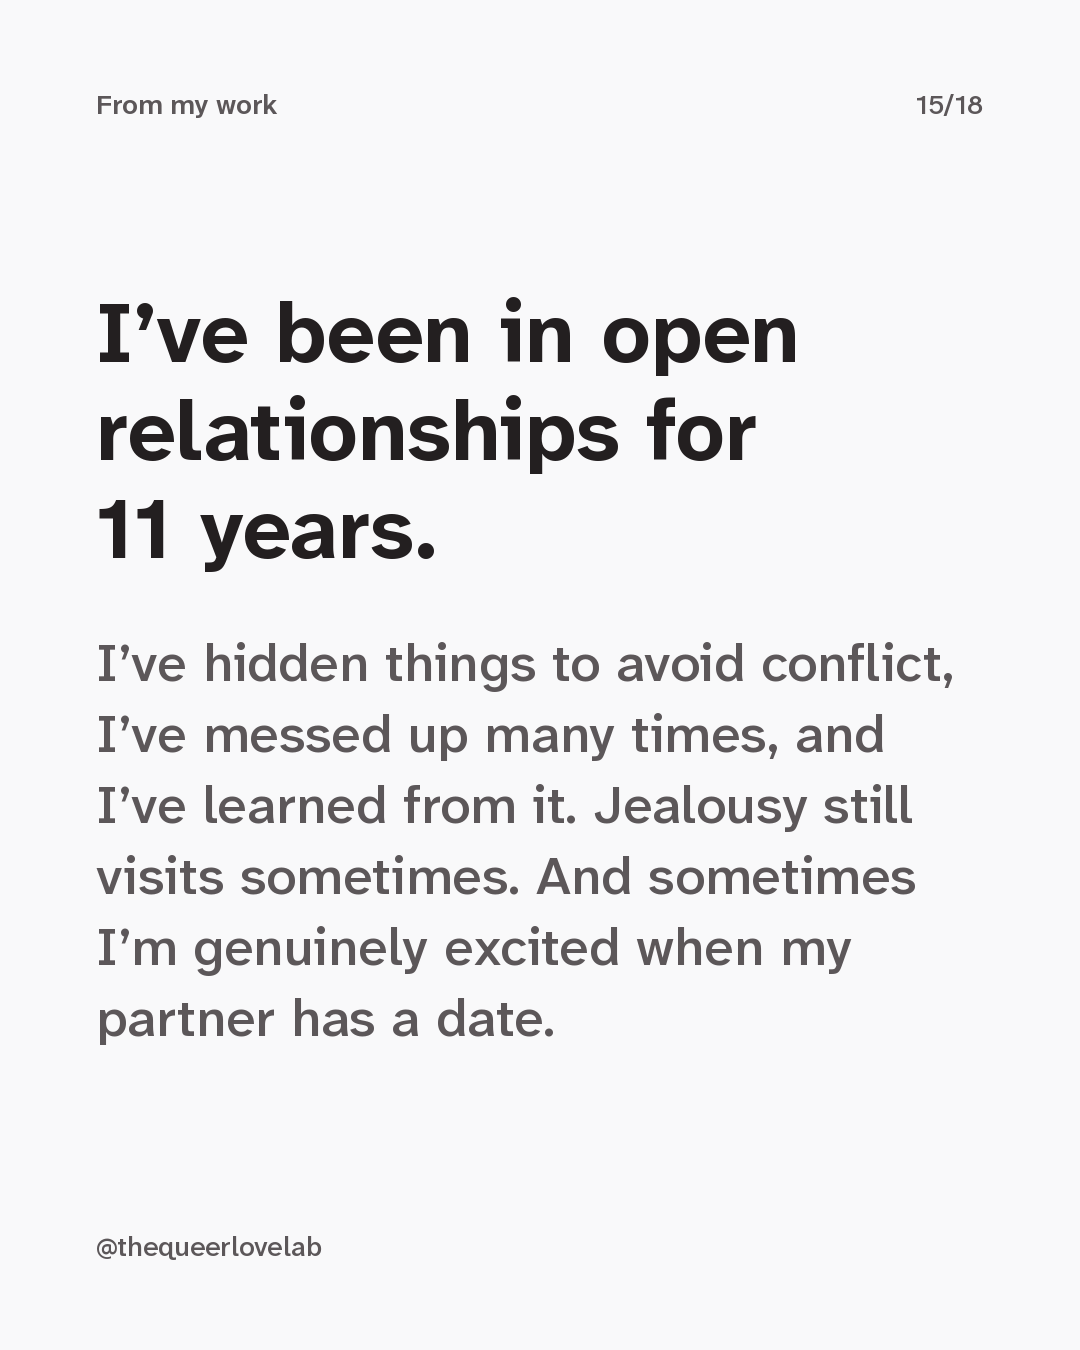 From my work
15/18
I’ve been in open
relationships for
11 years.
I’ve hidden things to avoid conflict,
I’ve messed up many times, and
I’ve learned from it. Jealousy still
visits sometimes. And sometimes
I’m genuinely excited when my
partner has a date.
@thequeerlovelab